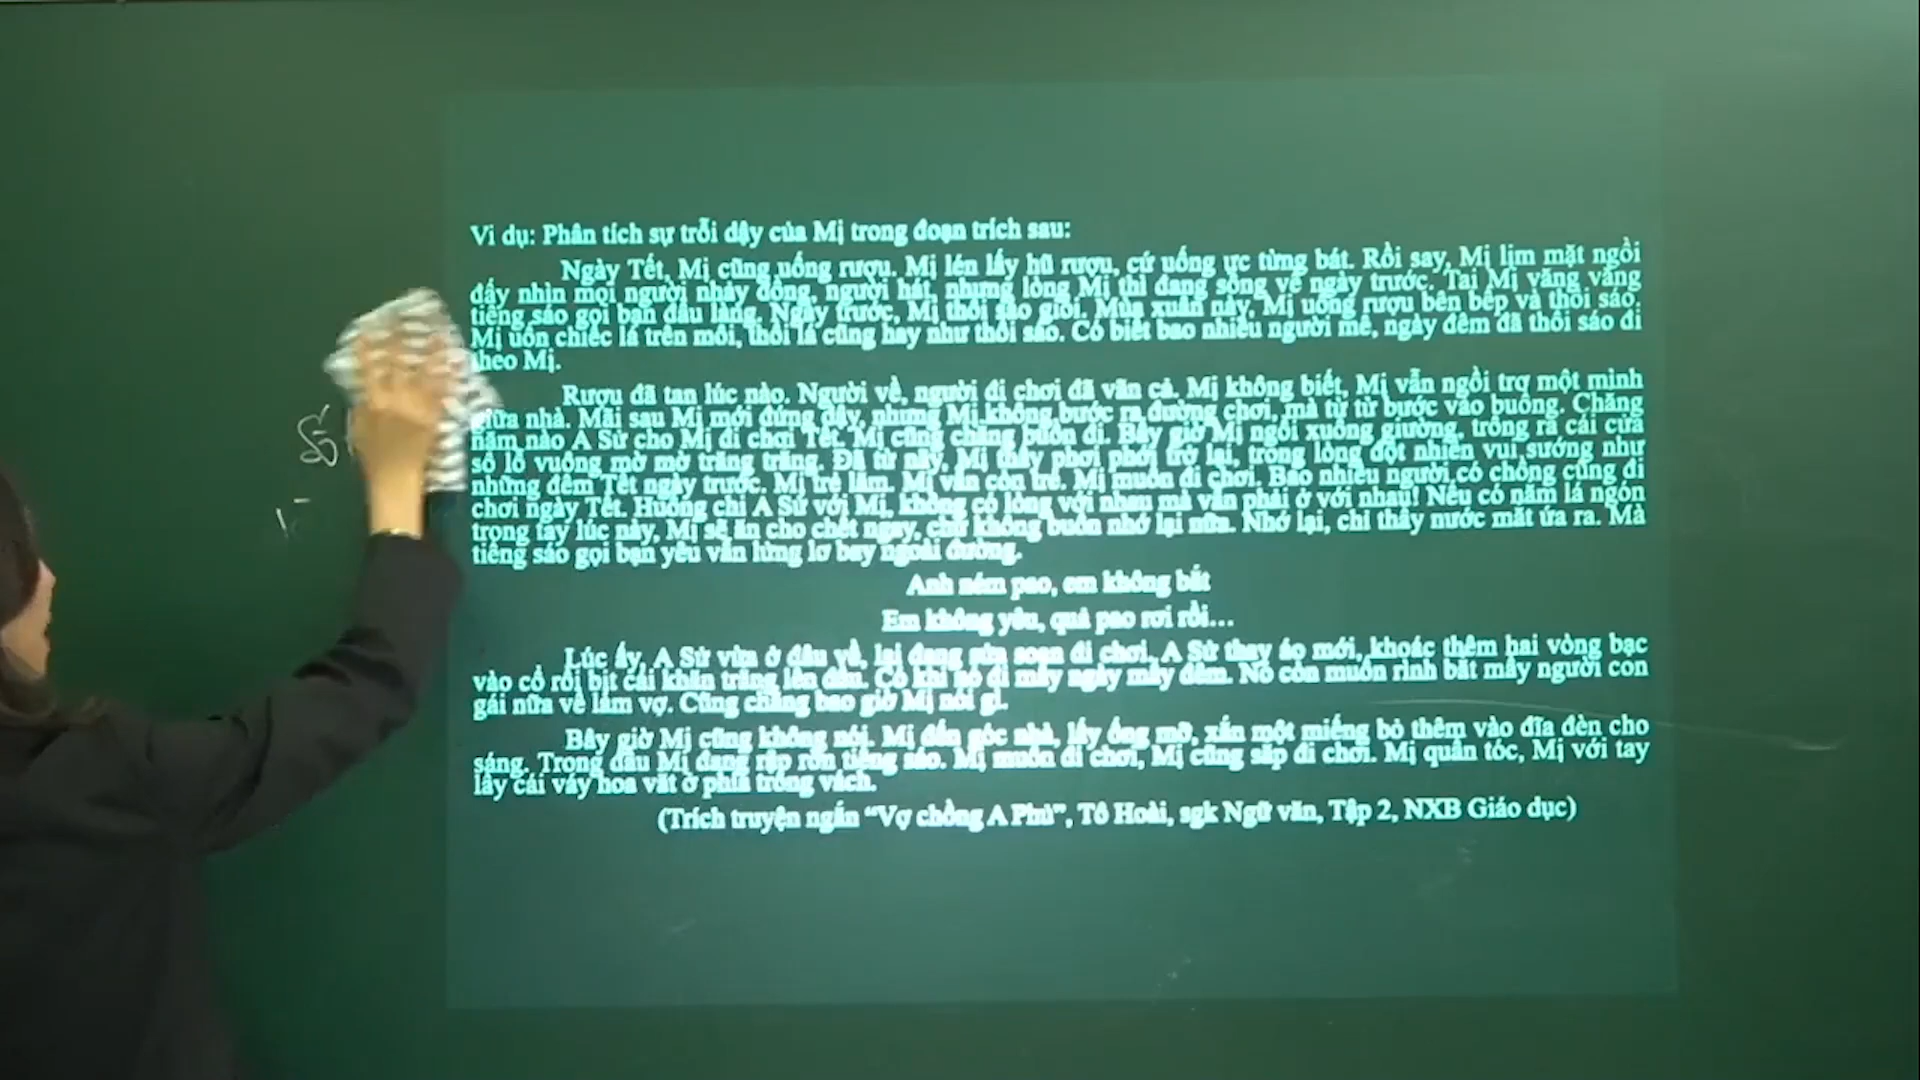 Ví dụ: Phân tích sự trỗi dậy của Mị trong đoạn trích sau:
Ngày Tết, Mị cũng uống rượu. Mị lén lấy hũ rượu, cứ uống ực từng bát. Rồi say, Mị lịm mặt ngồi
đấy nhìn mọi người nhảy đồng, người hát, nhưng lòng Mị thì đang sống về ngày trước. Tai Mị văng vẳng
tiếng sáo gọi bạn đầu làng. Ngày trước, Mị thổi sáo giỏi. Mùa xuân này, Mị uống rượu bên bếp và thổi sáo.
Mị uốn chiếc lá trên môi, thổi lá cũng hay như thổi sáo. Có biết bao nhiêu người mê, ngày đêm đã thổi sáo đi
theo Mị.
Rượu đã tan lúc nào. Người về, người đi chơi đã vãn cả. Mị không biết, Mị vẫn ngồi trơ một mình
giữa nhà. Mãi sau Mị mới đứng dậy, nhưng Mị không bước ra đường chơi, mà từ từ bước vào buồng. Chẳng
năm nào A Sử cho Mị đi chơi Tết. Mị cũng chẳng buồn đi. Bây giờ Mị ngồi xuống giường, trông ra cái cửa
sổ lỗ vuông mờ mờ trăng trắng. Đã từ nãy, Mị thấy phơi phới trở lại, trong lòng đột nhiên vui sướng như
những đêm Tết ngày trước. Mị trẻ lắm. Mị vẫn còn trẻ. Mị muốn đi chơi. Bao nhiêu người có chồng cũng đi
chơi ngày Tết. Huống chi A Sử với Mị, không có lòng với nhau mà vẫn phải ở với nhau! Nếu có nắm lá ngón
trong tay lúc này, Mị sẽ ăn cho chết ngay, chứ không buồn nhớ lại nữa. Nhớ lại, chỉ thấy nước mắt ứa ra. Mà
tiếng sáo gọi bạn yêu vẫn lửng lơ bay ngoài đường.
Anh ném pao, em không bắt
Em không yêu, quả pao rơi rồi...
Lúc ấy, A Sử vừa ở đâu về, lại đang sửa soạn đi chơi. A Sử thay áo mới, khoác thêm hai vòng bạc
vào cổ rồi bịt cái khăn trắng lên đầu. Có khi nó đi mấy ngày mấy đêm. Nó còn muốn rình bắt mấy người con
gái nữa về làm vợ. Cũng chẳng bao giờ Mị nói gì.
Bây giờ Mị cũng không nói. Mị đến góc nhà, lấy ống mỡ, xắn một miếng bỏ thêm vào đĩa đèn cho
sáng. Trong đầu Mị đang rập rờn tiếng sáo. Mị muốn đi chơi, Mị cũng sắp đi chơi. Mị quấn tóc, Mị với tay
lấy cái váy hoa vắt ở phía trong vách.
(Trích truyện ngắn “Vợ chồng A Phủ”, Tô Hoài, sgk Ngữ văn, Tập 2, NXB Giáo dục)